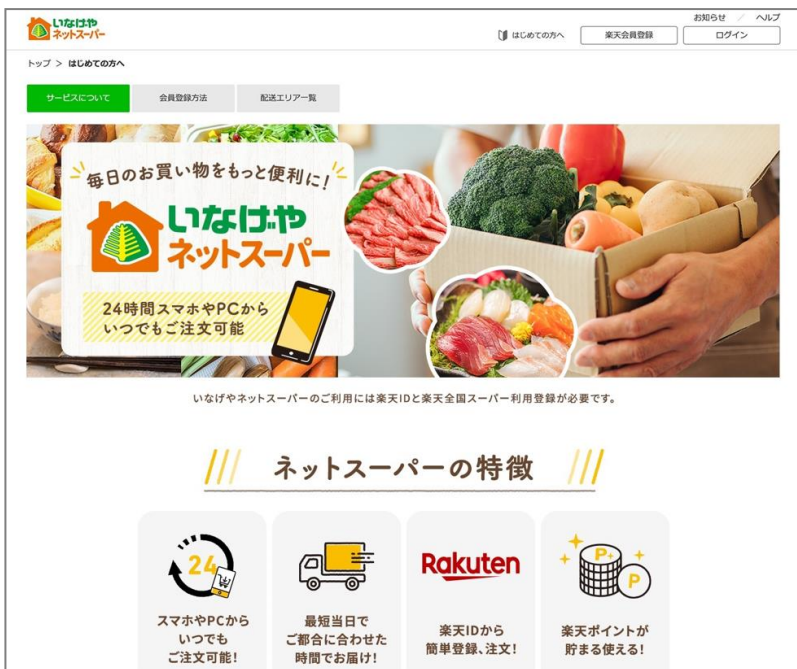 いなげや
ネットスーパー
お知らせ / ヘルプ
はじめての方へ
楽天会員登録
ログイン
トップ > はじめての方へ
サービスについて
会員登録方法
配送エリア一覧
毎日のお買い物をもっと便利に!
いなげや
ネットスーパー
24時間スマホやPCから
いつでもご注文可能
いなげやネットスーパーのご利用には楽天IDと楽天全国スーパー利用登録が必要です。
ネットスーパーの特徴
24
スマホやPCから
いつでも
ご注文可能!
最短当日で
ご都合に合わせた
時間でお届け!
Rakuten
楽天IDから
簡単登録、注文!
P
P
楽天ポイントが
貯まる使える!